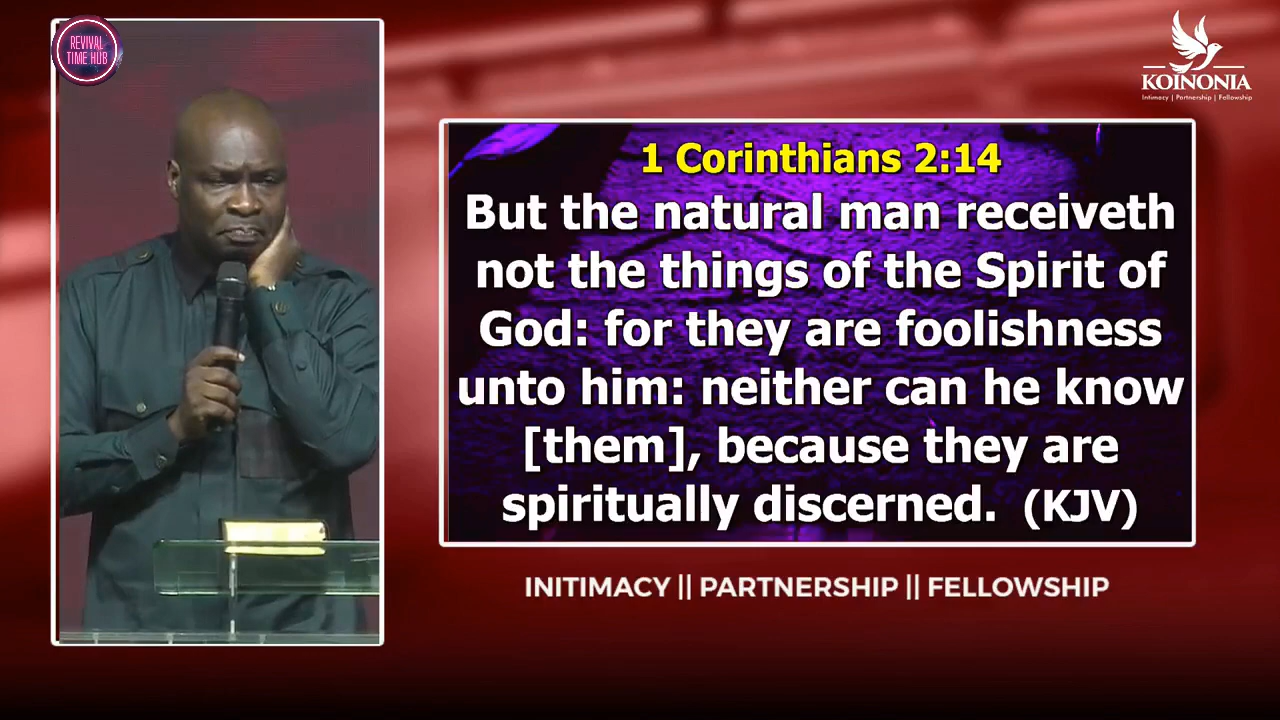 REVIVAL
TIME HUB
KOINONIA
Intimacy | Partnership | Fellowship
1 Corinthians 2:14
But the natural man receiveth
not the things of the Spirit of
God: for they are foolishness
unto him: neither can he know
[them], because they are
spiritually discerned. (KJV)
INITIMACY || PARTNERSHIP || FELLOWSHIP